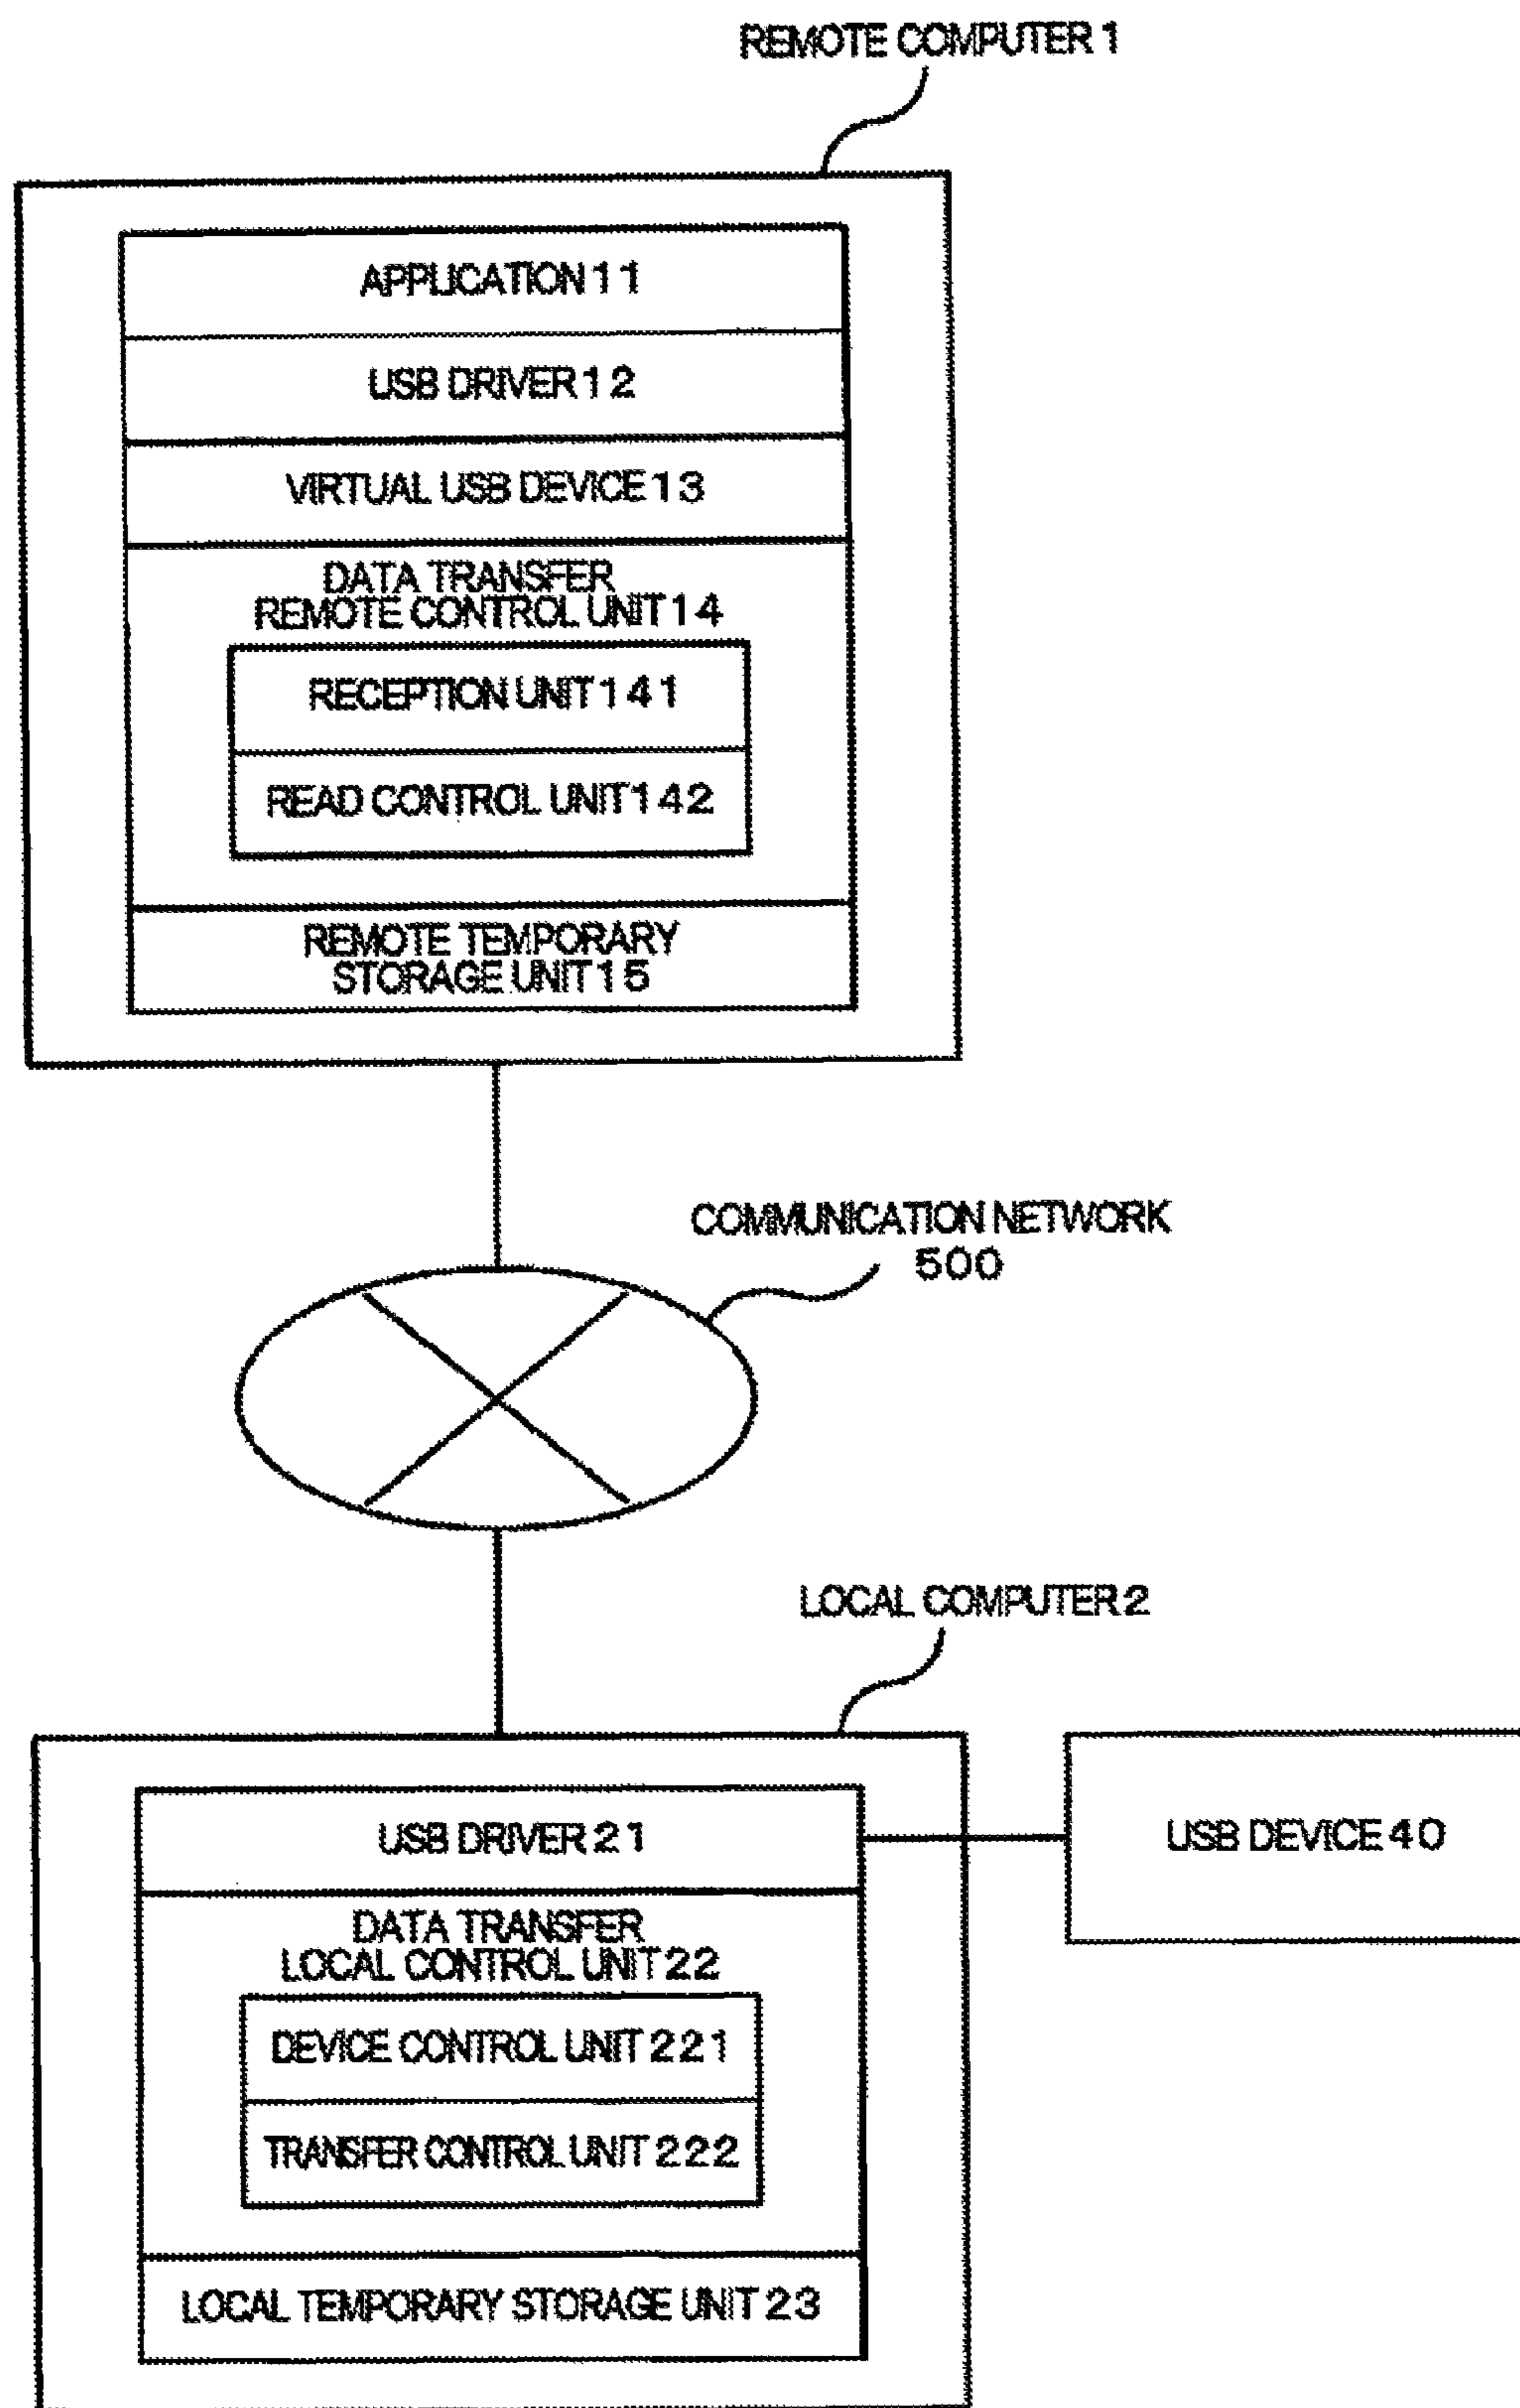 REMOTE COMPUTER 1
APPLICATION 11
USB DRIVER 12
VIRTUAL USB DEVICE 13
DATA TRANSFER
REMOTE CONTROL UNIT 14
RECEPTION UNIT 141
READ CONTROL UNIT 142
REMOTE TEMPORARY
STORAGE UNIT 15
COMMUNICATION NETWORK
500
LOCAL COMPUTER 2
USB DRIVER 21
USB DEVICE 40
DATA TRANSFER
LOCAL CONTROL UNIT 22
DEVICE CONTROL UNIT 221
TRANSFER CONTROL UNIT 222
LOCAL TEMPORARY STORAGE UNIT 23